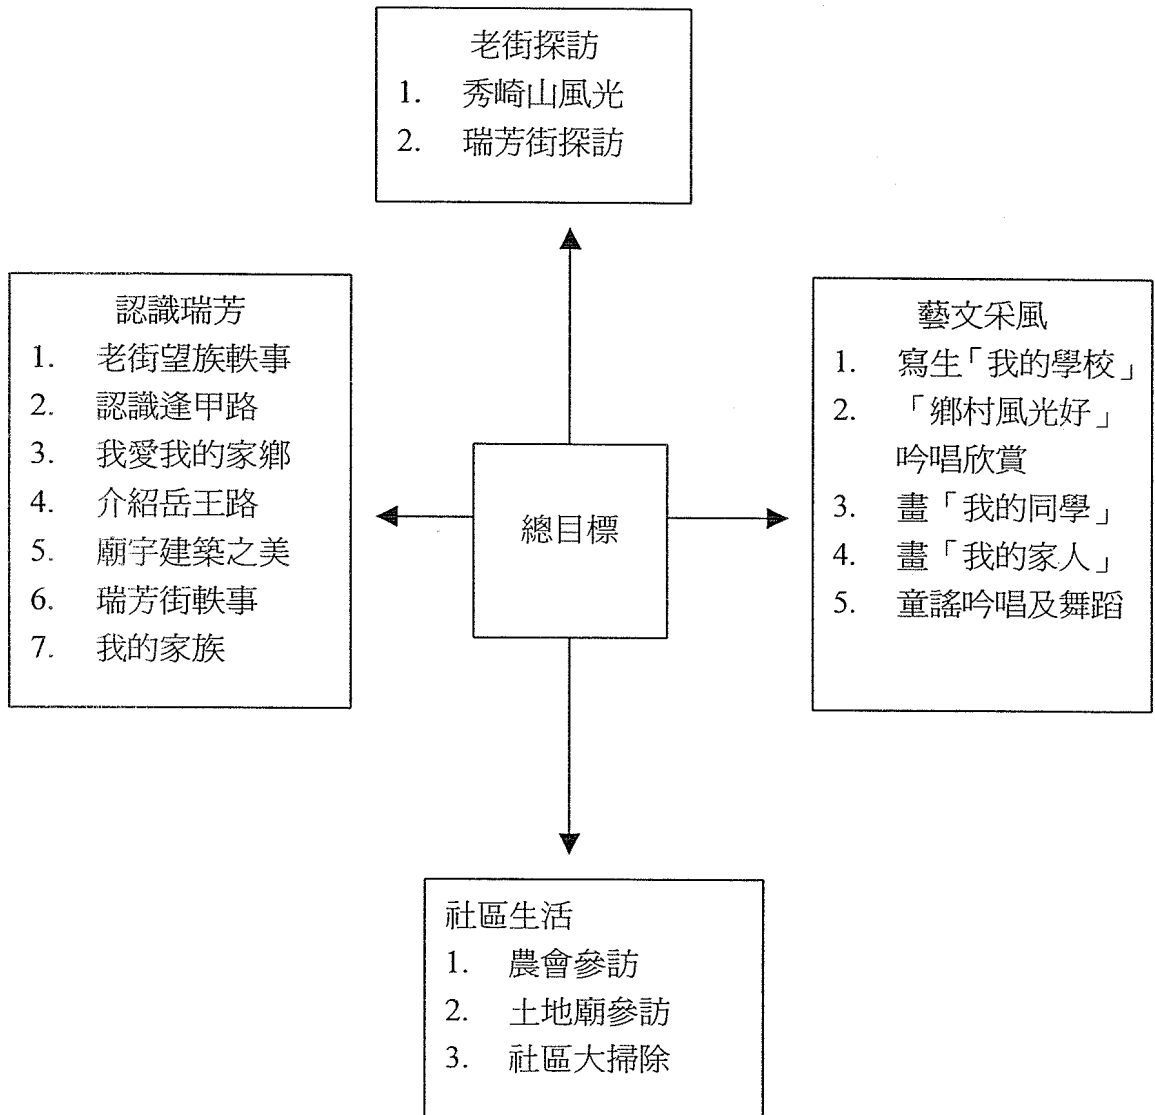 老街探訪
1. 秀崎山風光
2. 瑞芳街探訪
認識瑞芳
1. 老街望族軼事
2. 認識逢甲路
3. 我愛我的家鄉
4. 介紹岳王路
5. 廟宇建築之美
6. 瑞芳街軼事
7. 我的家族
總目標
藝文采風
1. 寫生「我的學校」
2. 「鄉村風光好」
吟唱欣賞
3. 畫「我的同學」
4. 畫「我的家人」
5. 童謠吟唱及舞蹈
社區生活
1. 農會參訪
2. 土地廟參訪
3. 社區大掃除